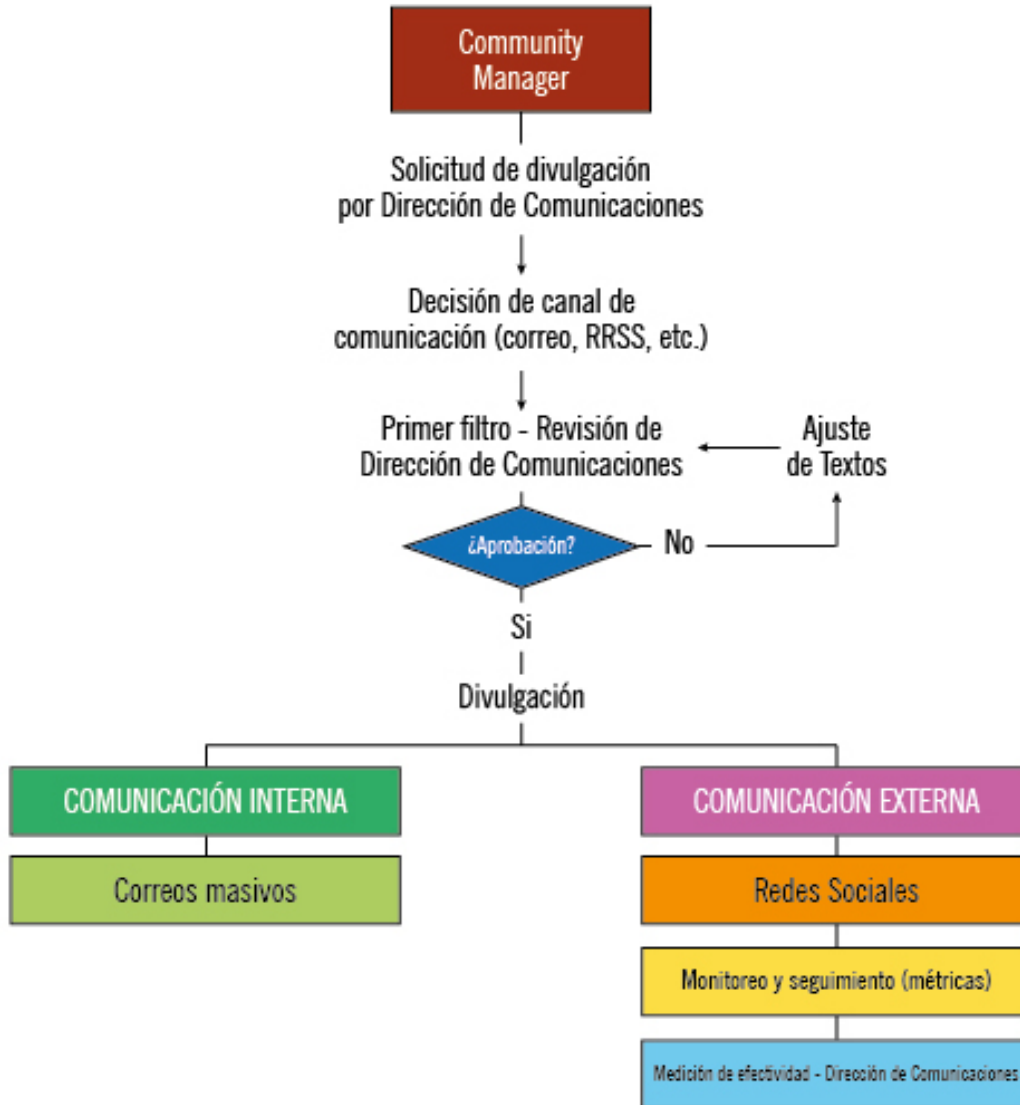 Community
Manager
Solicitud de divulgación
por Dirección de Comunicaciones
Decisión de canal de
comunicación (correo, RRSS, etc.)
Primer filtro - Revisión de
Dirección de Comunicaciones
Ajuste
de Textos
¿Aprobación?
No
Si
Divulgación
COMUNICACIÓN INTERNA
COMUNICACIÓN EXTERNA
Correos masivos
Redes Sociales
Monitoreo y seguimiento (métricas)
Medición de efectividad - Dirección de Comunicaciones